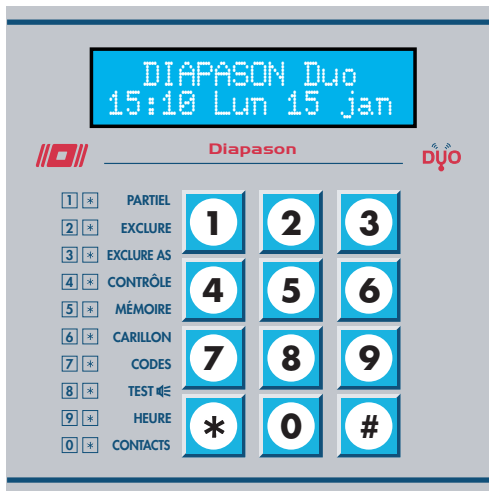 DIAPASON Duo
15:10 Lun 15 jan
Diapason
DUO
1 * PARTIEL
2 * EXCLURE
3 * EXCLURE AS
4 * CONTRÔLE
5 * MÉMOIRE
6 * CARILLON
7 * CODES
8 * TEST
9 * HEURE
0 * CONTACTS
1 2 3
4 5 6
7 8 9
* 0 #